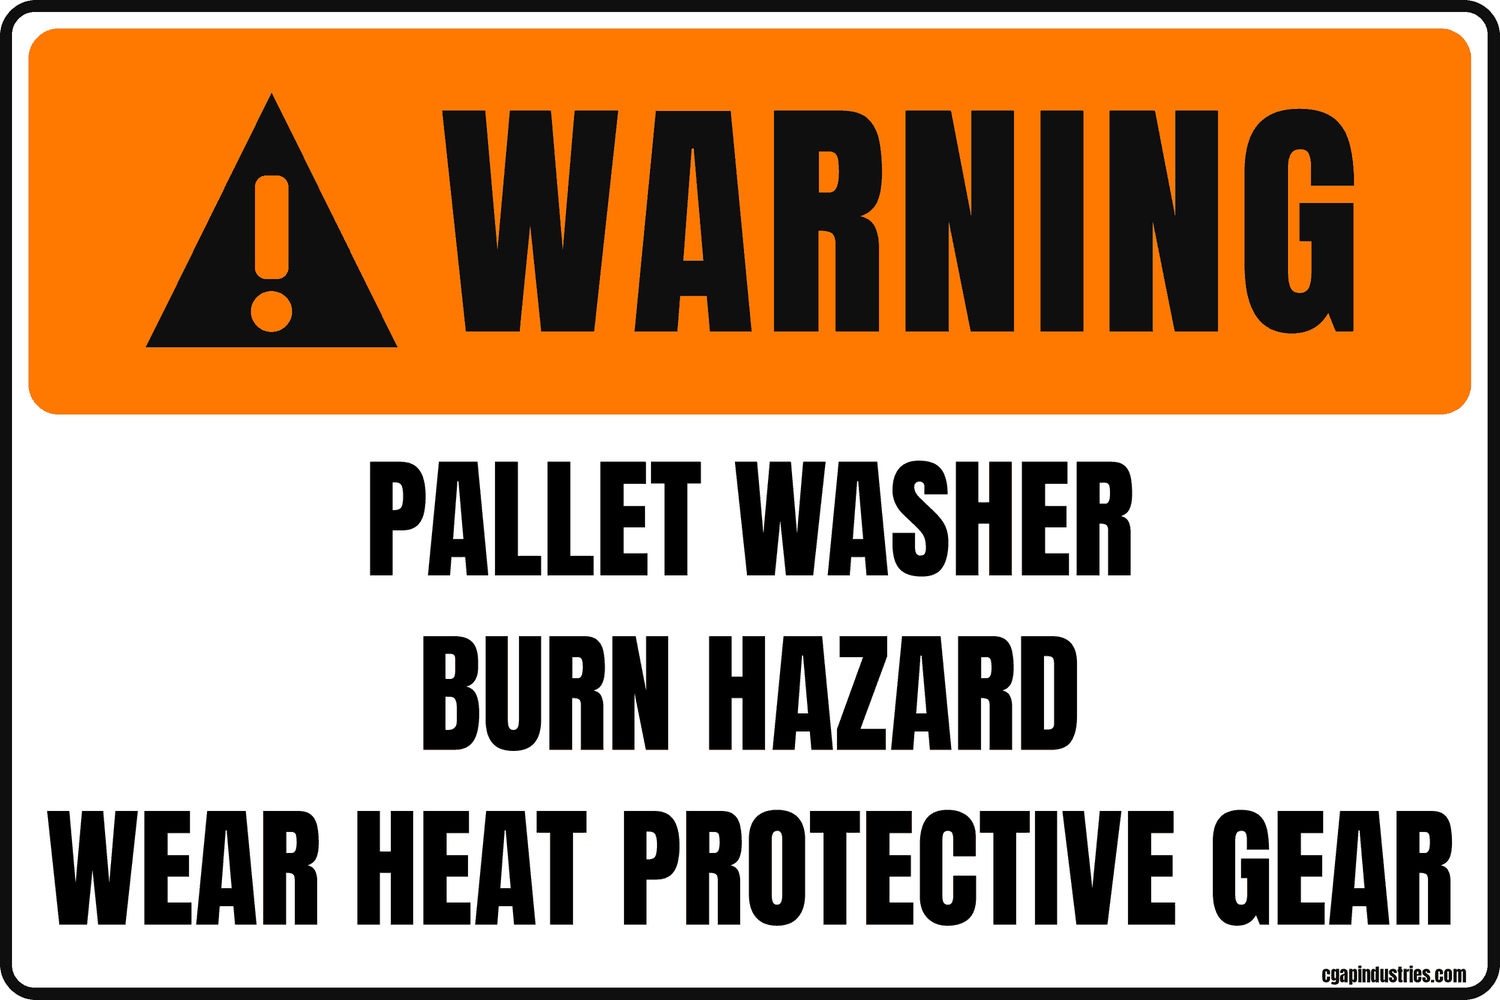 WARNING
PALLET WASHER
BURN HAZARD
WEAR HEAT PROTECTIVE GEAR
cgapindustries.com